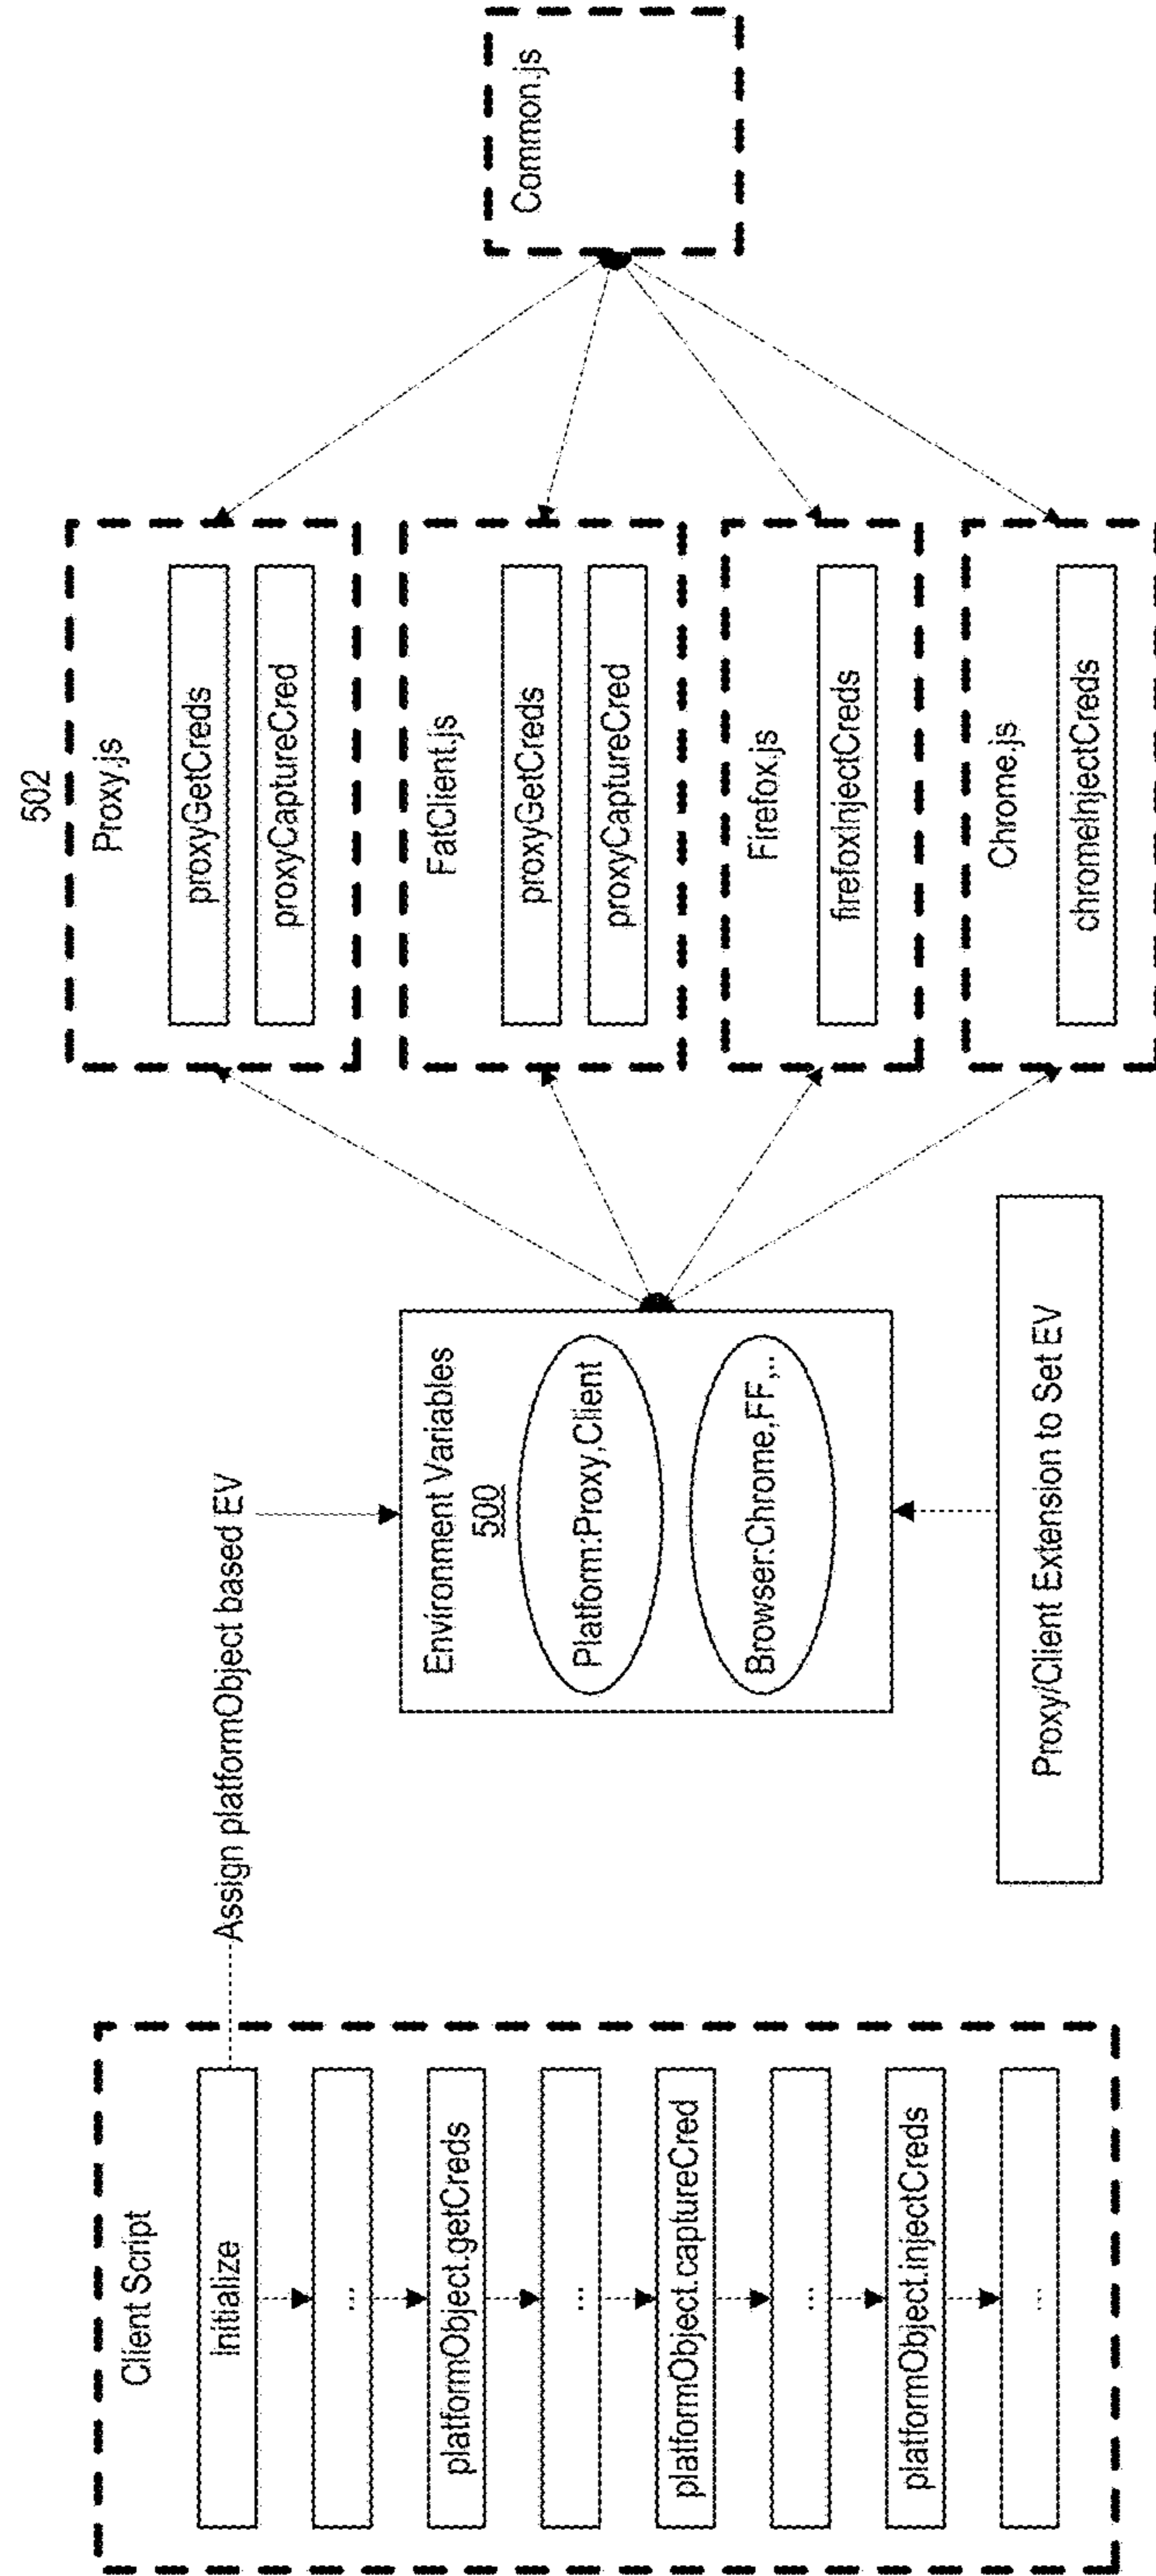 Client Script
Initialize
...
platformObject.getCreds
...
platformObject.captureCred
...
platformObject.injectCreds
...
Assign platformObject based EV
Environment Variables
500
Platform:Proxy,Client
Browser:Chrome,FF,..
Proxy/Client Extension to Set EV
502
Proxy.js
proxyGetCreds
proxyCaptureCred
FatClient.js
proxyGetCreds
proxyCaptureCred
Firefox.js
firefoxInjectCreds
Chrome.js
chromeInjectCreds
Common.js